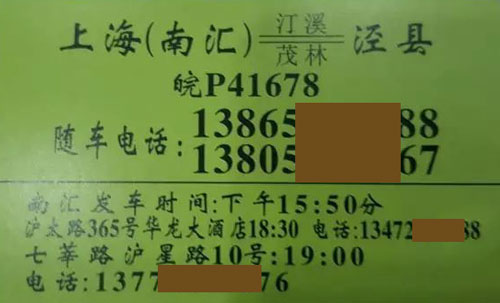 上海(南汇) 汀溪 茂林 泾县
皖P41678
随车电话: 13865 88
13805 67
南汇发车时间:下午15:50分
沪太路365号华龙大酒店18:30 电话:13472 88
七莘路沪星路10号:19:00
电话:1377 76